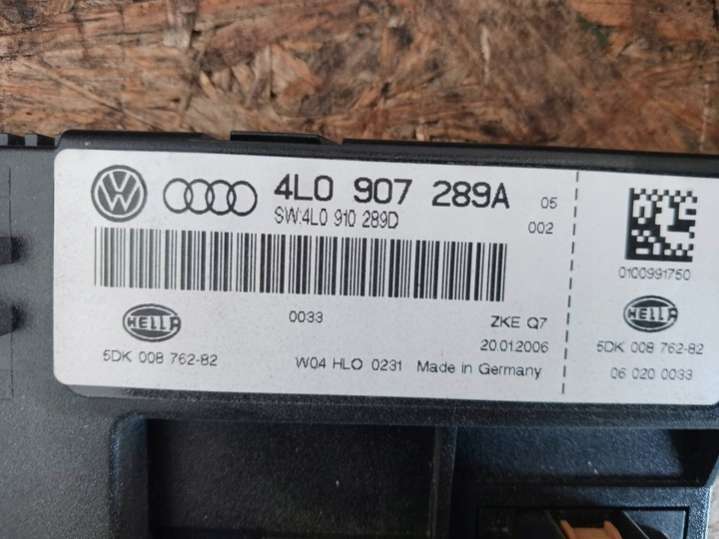 4L0 907 289A 05
SW:4L0 910 289D 002
0100991750
HELLA
0033
ZKE Q7
HELLA
5DK 008 762-82
20.01.2006
5DK 008 762-82
W04 HLO 0231 Made in Germany
06 020 0033